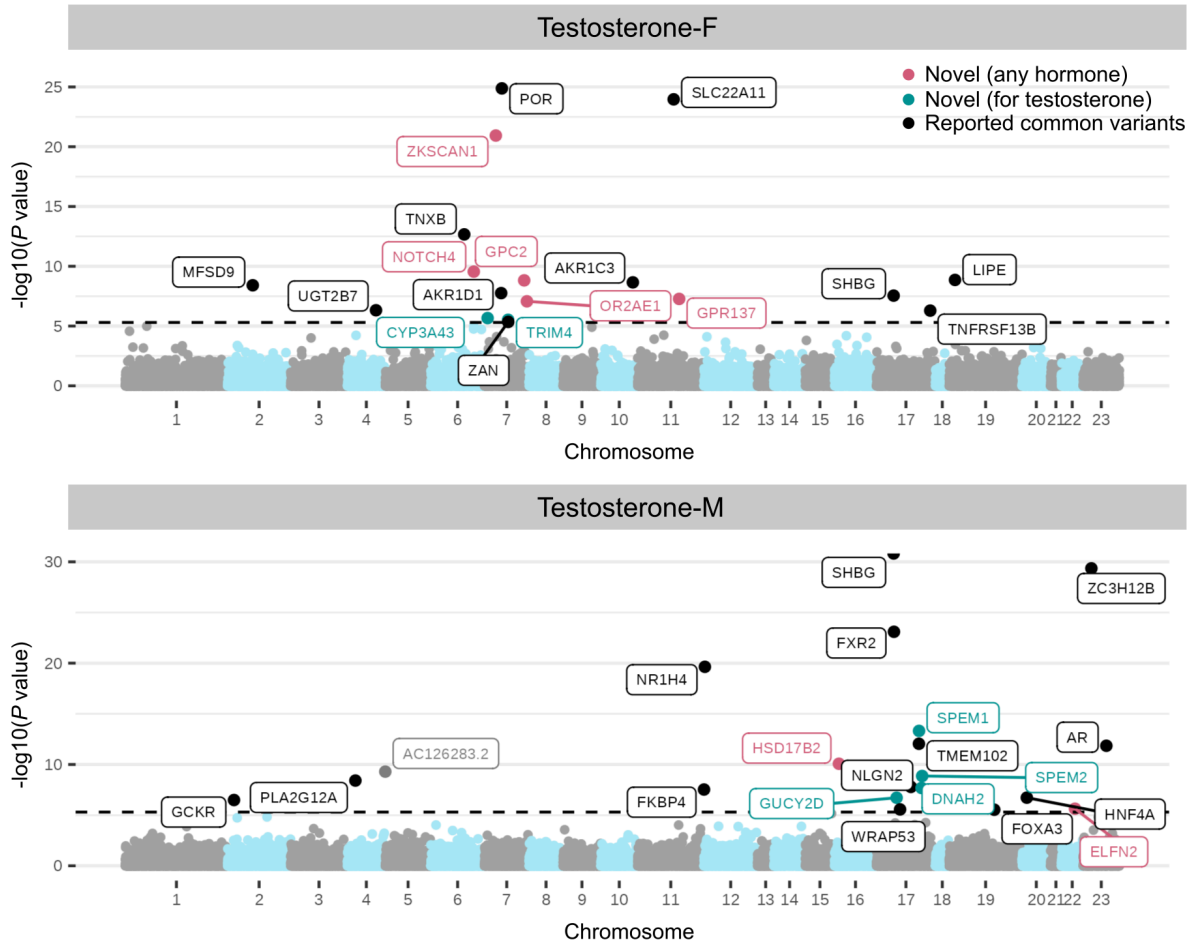 Testosterone-F
-log10(P value)
25
20
15
10
5
0
Novel (any hormone)
Novel (for testosterone)
Reported common variants
POR
SLC22A11
ZKSCAN1
TNXB
NOTCH4
GPC2
MFSD9
AKR1C3
LIPE
SHBG
UGT2B7
AKR1D1
OR2AE1
GPR137
CYP3A43
TRIM4
TNFRSF13B
ZAN
1 2 3 4 5 6 7 8 9 10 11 12 13 14 15 16 17 18 19 20 21 22 23
Chromosome
Testosterone-M
-log10(P value)
30
20
10
0
SHBG
ZC3H12B
FXR2
NR1H4
SPEM1
AR
HSD17B2
TMEM102
AC126283.2
NLGN2
SPEM2
PLA2G12A
FKBP4
GUCY2D
DNAH2
GCKR
HNF4A
WRAP53
FOXA3
ELFN2
1 2 3 4 5 6 7 8 9 10 11 12 13 14 15 16 17 18 19 20 21 22 23
Chromosome